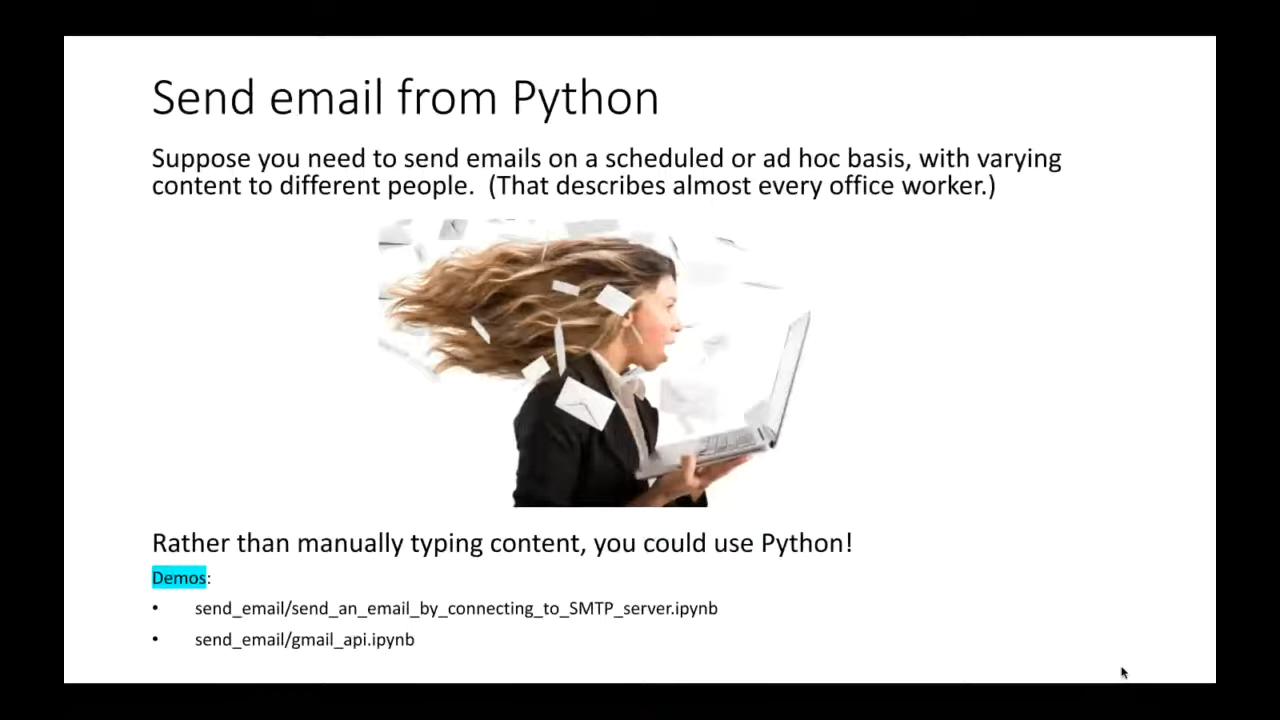 Send email from Python
Suppose you need to send emails on a scheduled or ad hoc basis, with varying
content to different people.  (That describes almost every office worker.)
Rather than manually typing content, you could use Python!
Demos:
• send_email/send_an_email_by_connecting_to_SMTP_server.ipynb
• send_email/gmail_api.ipynb